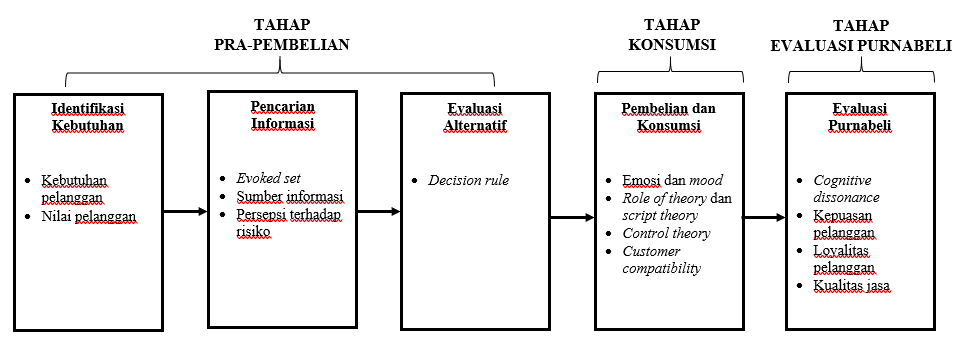 TAHAP
PRA-PEMBELIAN
TAHAP
KONSUMSI
TAHAP
EVALUASI PURNABELI
Identifikasi
Kebutuhan
• Kebutuhan
pelanggan
• Nilai pelanggan
Pencarian
Informasi
• Evoked set
• Sumber informasi
• Persepsi terhadap
risiko
Evaluasi
Alternatif
• Decision rule
Pembelian dan
Konsumsi
• Emosi dan mood
• Role of theory dan
script theory
• Control theory
• Customer
compatibility
Evaluasi
Purnabeli
• Cognitive
dissonance
• Kepuasan
pelanggan
• Loyalitas
pelanggan
• Kualitas jasa